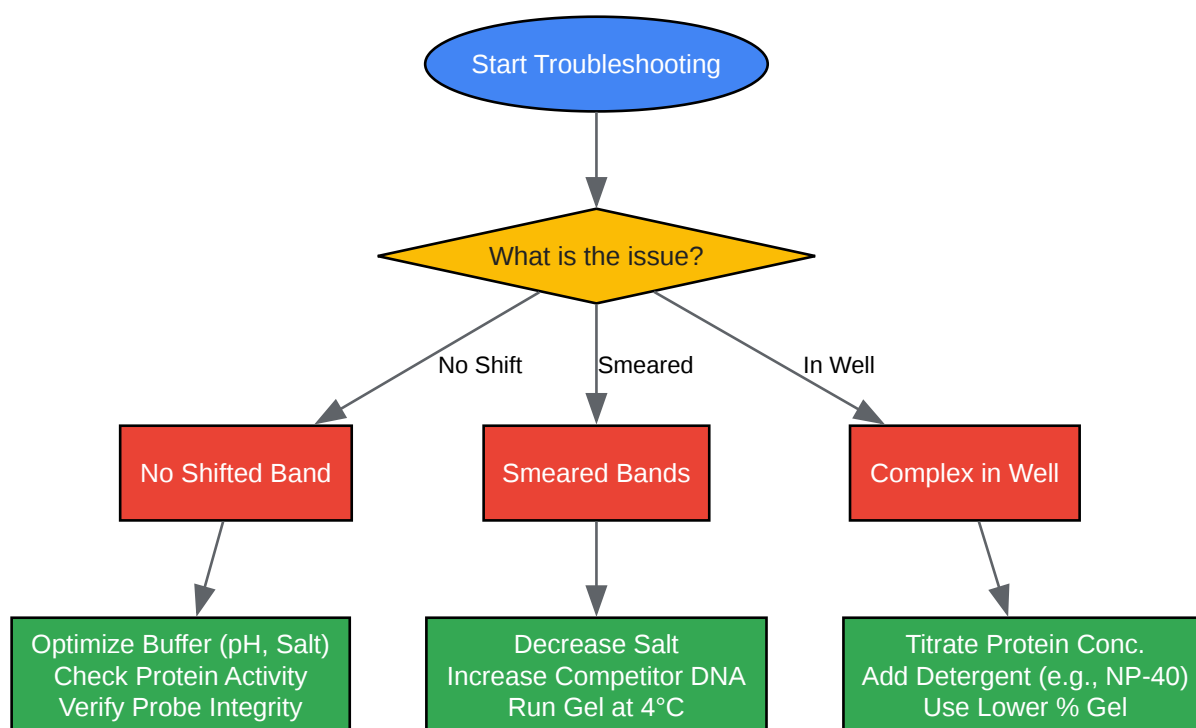 Start Troubleshooting
What is the issue?
No Shift
Smeared
In Well
No Shifted Band
Smeared Bands
Complex in Well
Optimize Buffer (pH, Salt)
Check Protein Activity
Verify Probe Integrity
Decrease Salt
Increase Competitor DNA
Run Gel at 4°C
Titrate Protein Conc.
Add Detergent (e.g., NP-40)
Use Lower % Gel